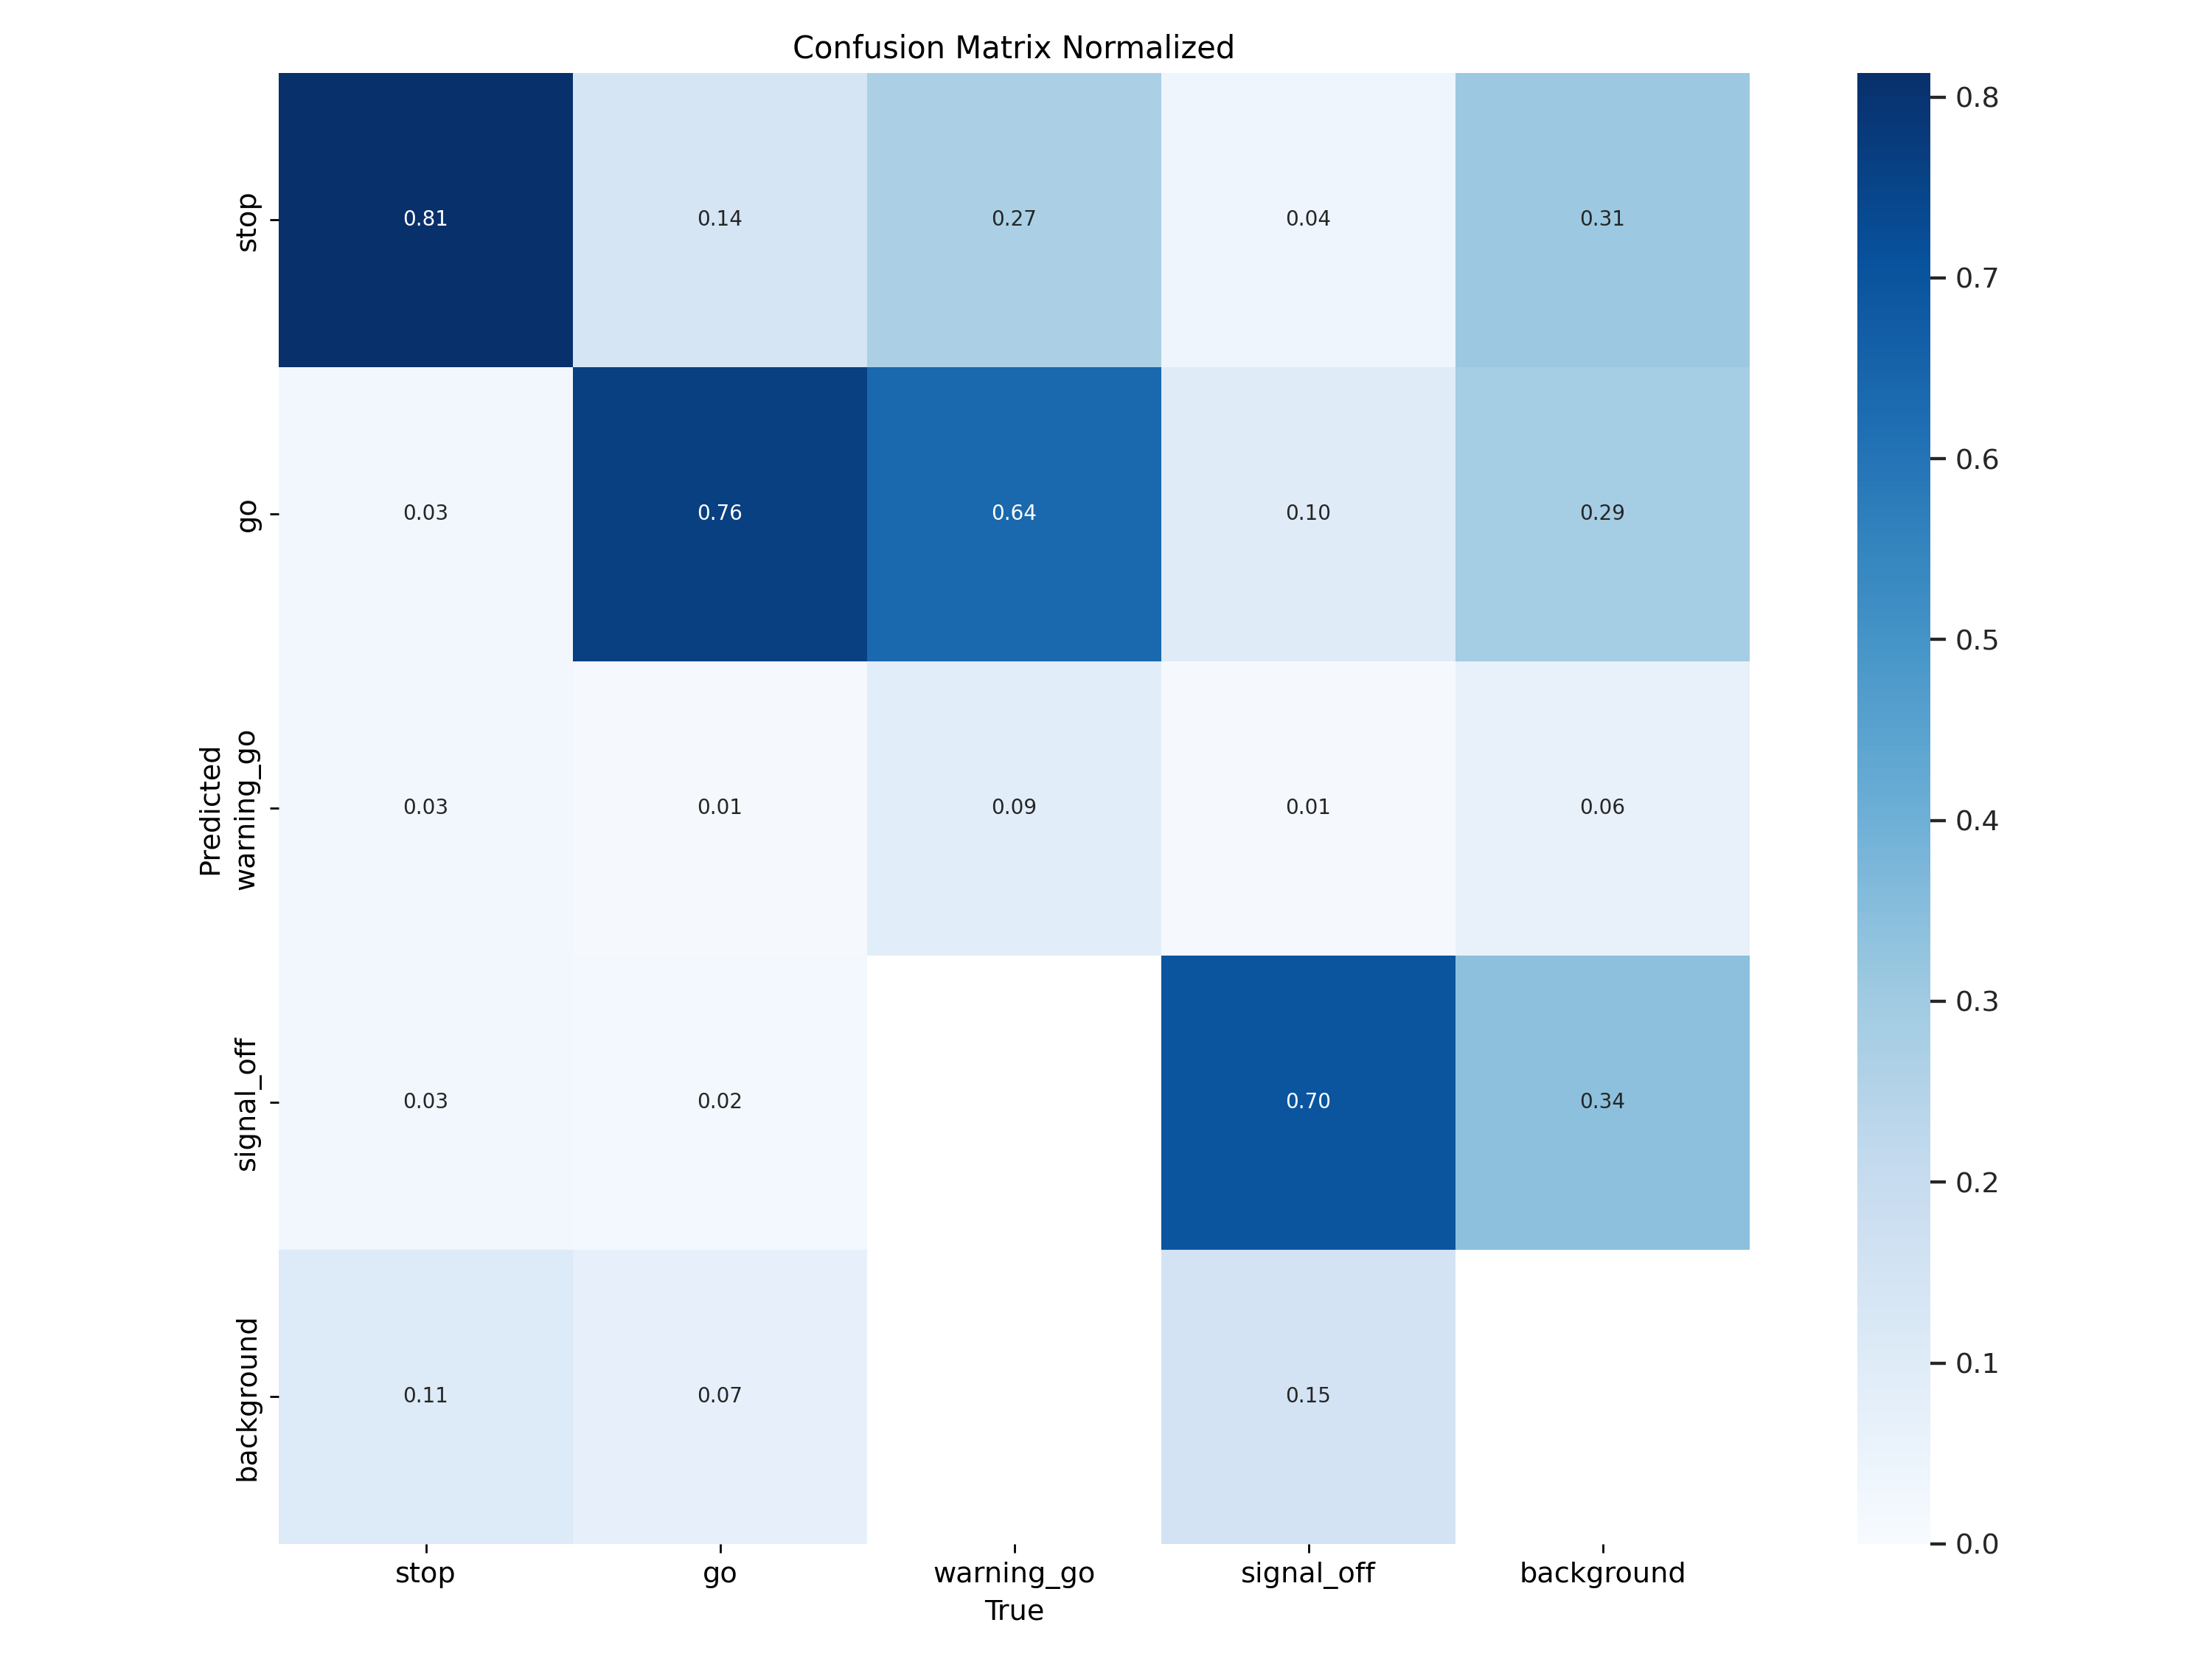 Confusion Matrix Normalized
stop 0.81 0.14 0.27 0.04 0.31
go 0.03 0.76 0.64 0.10 0.29
warning_go 0.03 0.01 0.09 0.01 0.06
signal_off 0.03 0.02 0.70 0.34
background 0.11 0.07 0.15
Predicted
stop go warning_go signal_off background
True
0.8
0.7
0.6
0.5
0.4
0.3
0.2
0.1
0.0